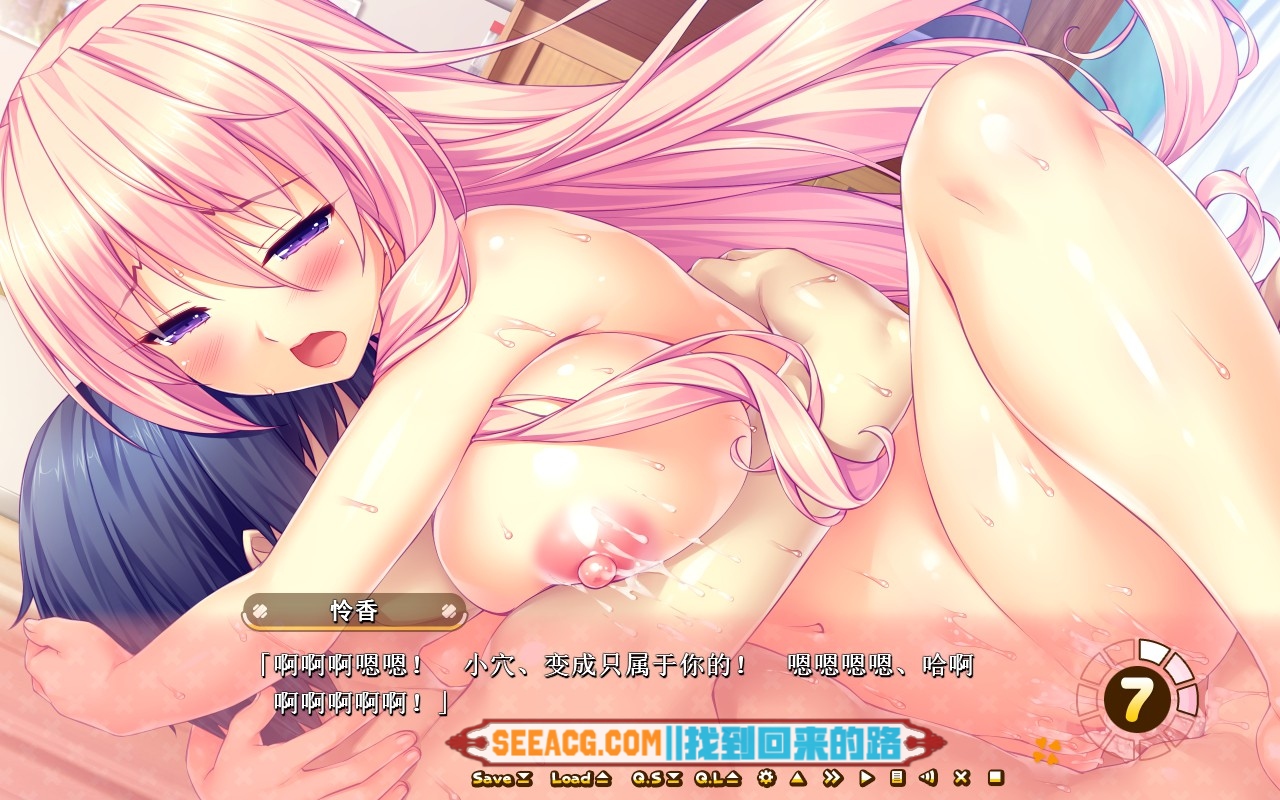 怜香
「啊啊啊嗯嗯！　小穴、变成只属于你的！　嗯嗯嗯嗯、哈啊
啊啊啊啊啊！」
7
SEEACG.COM||找到回来的路
Save Load Q.S Q.L